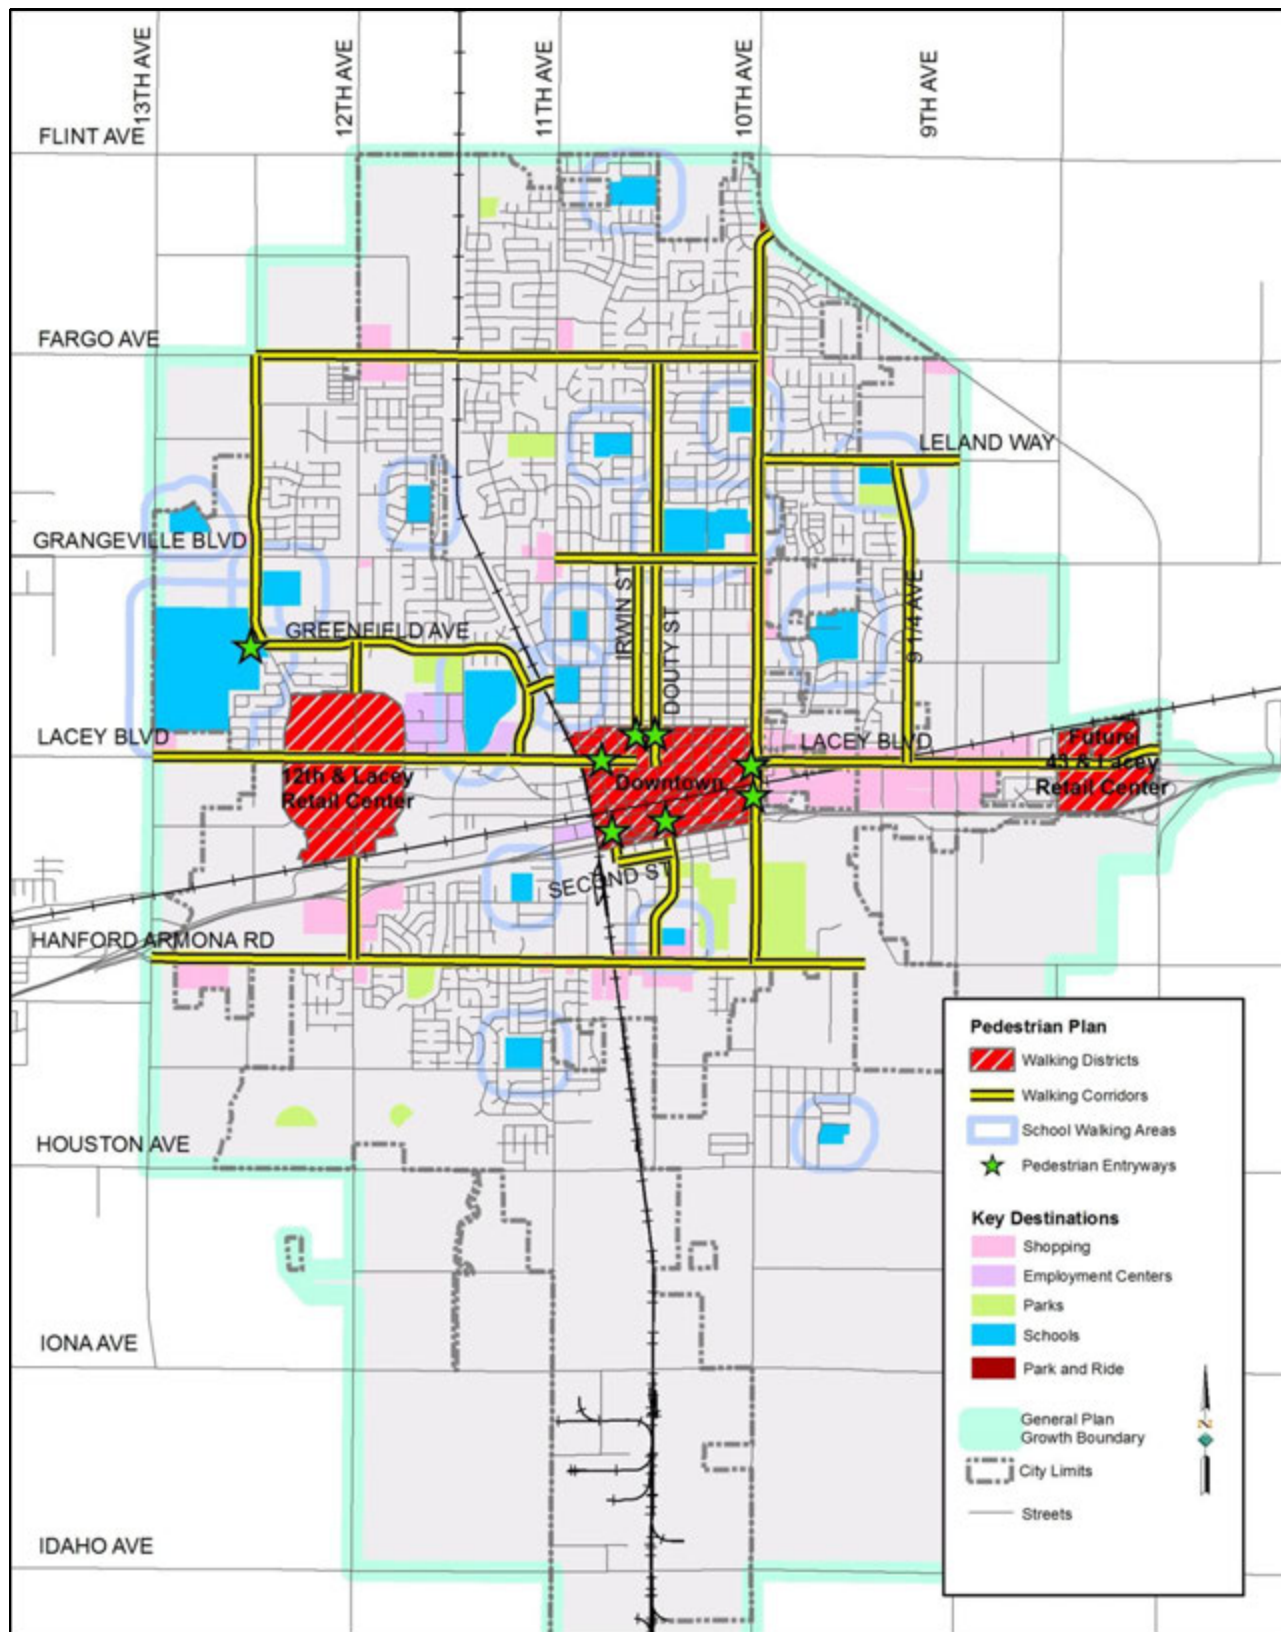 13TH AVE
12TH AVE
11TH AVE
10TH AVE
9TH AVE
FLINT AVE
FARGO AVE
LELAND WAY
GRANGEVILLE BLVD
IRWIN ST
DOUTY ST
9 1/4 AVE
GREENFIELD AVE
LACEY BLVD
LACEY BLVD
Future
43 & Lacey
Retail Center
12th & Lacey
Retail Center
Downtown
SECOND ST
HANFORD ARMONA RD
HOUSTON AVE
IONA AVE
IDAHO AVE
Pedestrian Plan
Walking Districts
Walking Corridors
School Walking Areas
Pedestrian Entryways
Key Destinations
Shopping
Employment Centers
Parks
Schools
Park and Ride
General Plan
Growth Boundary
City Limits
Streets
N